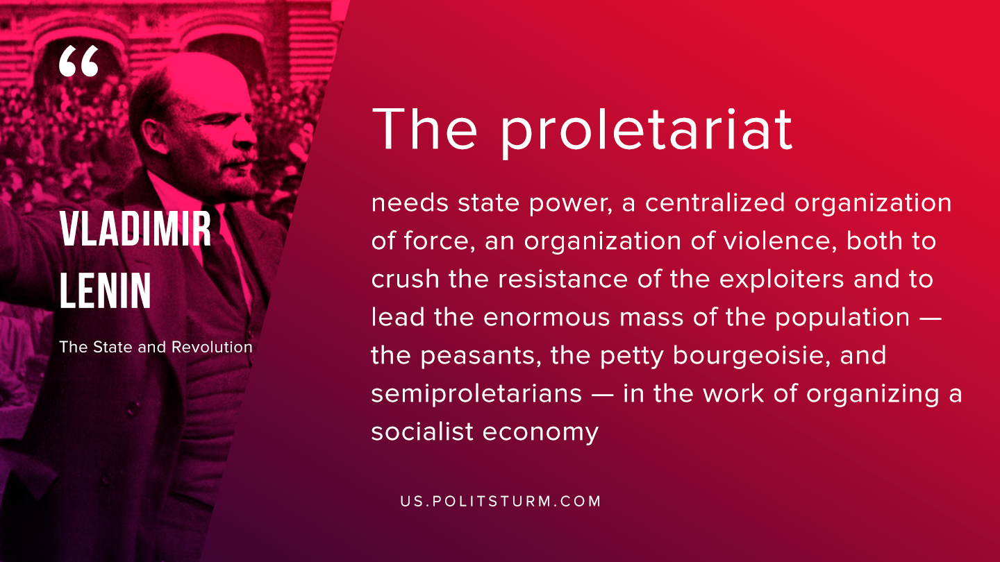 “
VLADIMIR
LENIN
The State and Revolution
The proletariat
needs state power, a centralized organization
of force, an organization of violence, both to
crush the resistance of the exploiters and to
lead the enormous mass of the population —
the peasants, the petty bourgeoisie, and
semiproletarians — in the work of organizing a
socialist economy
US.POLITSTURM.COM